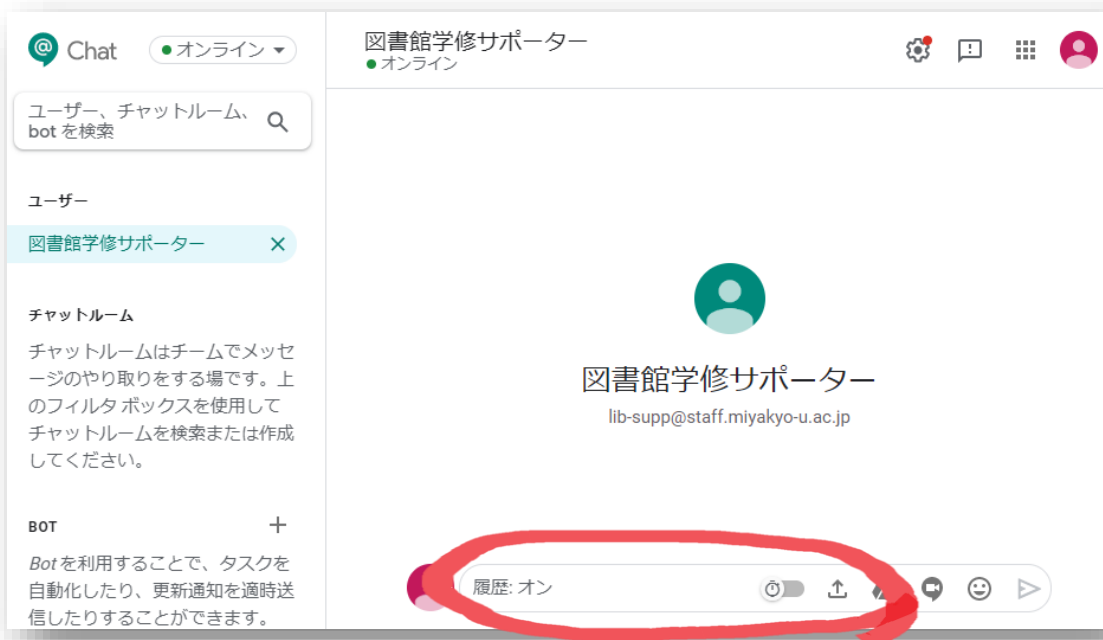 Chat
オンライン
ユーザー、チャットルーム、
bot を検索
ユーザー
図書館学修サポーター
チャットルーム
チャットルームはチームでメッセ
ージのやり取りをする場です。上
のフィルタ ボックスを使用して
チャットルームを検索または作成
してください。
BOT
Bot を利用することで、タスクを
自動化したり、更新通知を適時送
信したりすることができます。
図書館学修サポーター
オンライン
図書館学修サポーター
lib-supp@staff.miyakyo-u.ac.jp
履歴: オン